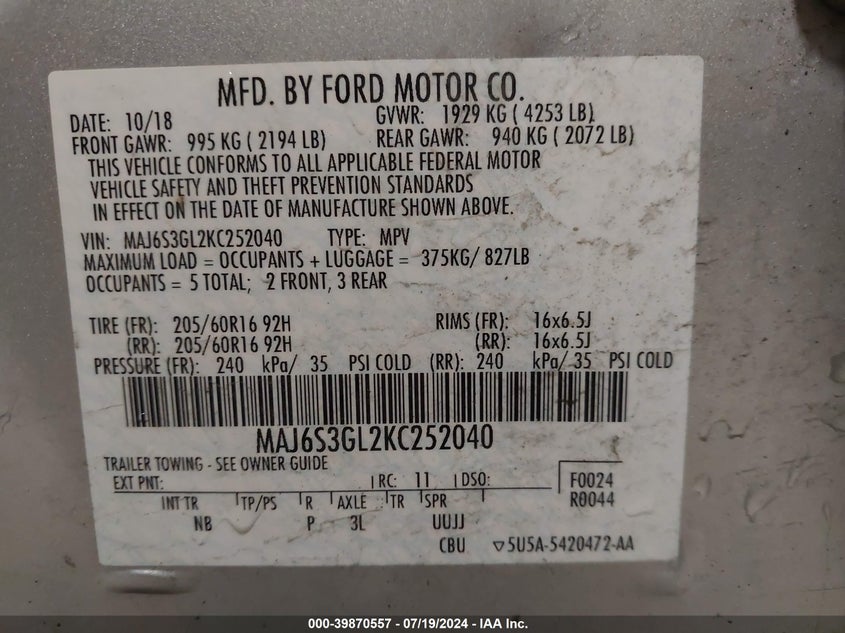 MFD. BY FORD MOTOR CO.
DATE: 10/18 GVWR: 1929 KG ( 4253 LB)
FRONT GAWR: 995 KG ( 2194 LB) REAR GAWR: 940 KG ( 2072 LB)
THIS VEHICLE CONFORMS TO ALL APPLICABLE FEDERAL MOTOR
VEHICLE SAFETY AND THEFT PREVENTION STANDARDS
IN EFFECT ON THE DATE OF MANUFACTURE SHOWN ABOVE.
VIN: MAJ6S3GL2KC252040 TYPE: MPV
MAXIMUM LOAD = OCCUPANTS + LUGGAGE = 375KG/ 827LB
OCCUPANTS = 5 TOTAL; 2 FRONT, 3 REAR
TIRE (FR): 205/60R16 92H RIMS (FR): 16x6.5J
(RR): 205/60R16 92H (RR): 16x6.5J
PRESSURE (FR): 240 kPa/ 35 PSI COLD (RR): 240 kPa/ 35 PSI COLD
MAJ6S3GL2KC252040
TRAILER TOWING - SEE OWNER GUIDE
EXT PNT: RC: 11 DSO: F0024
INT TR TP/PS R AXLE TR SPR R0044
NB P 3L UUJJ
CBU ▽5U5A-5420472-AA
000-39870557 - 07/19/2024 - IAA Inc.